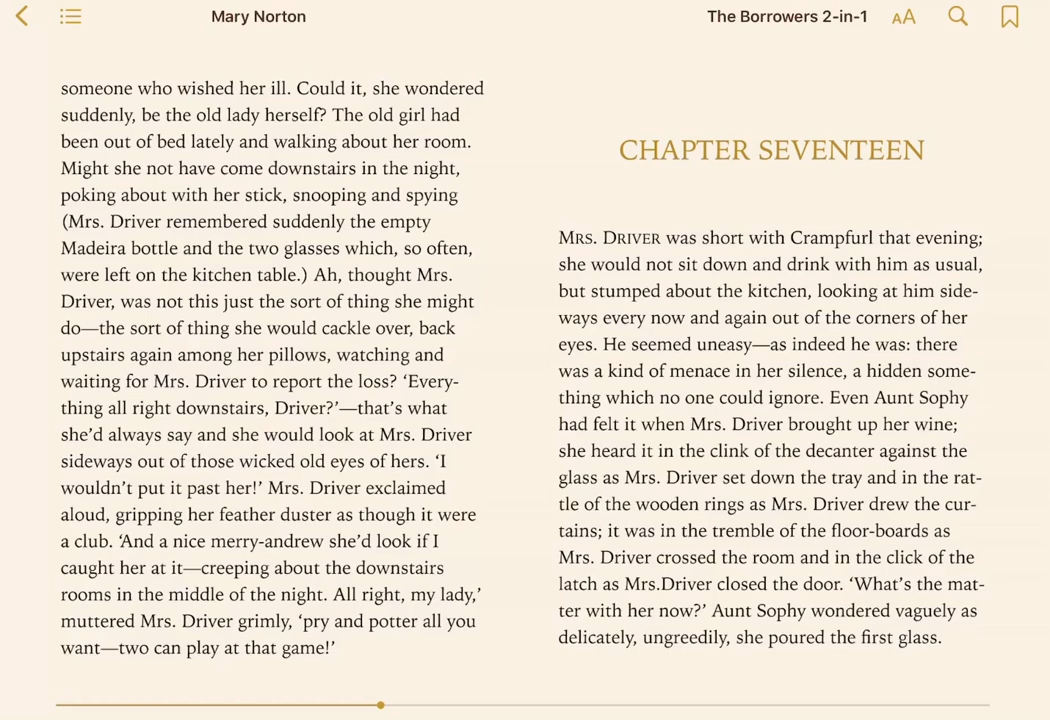 Mary Norton
The Borrowers 2-in-1
AA
someone who wished her ill. Could it, she wondered
suddenly, be the old lady herself? The old girl had
been out of bed lately and walking about her room.
Might she not have come downstairs in the night,
poking about with her stick, snooping and spying
(Mrs. Driver remembered suddenly the empty
Madeira bottle and the two glasses which, so often,
were left on the kitchen table.) Ah, thought Mrs.
Driver, was not this just the sort of thing she might
do—the sort of thing she would cackle over, back
upstairs again among her pillows, watching and
waiting for Mrs. Driver to report the loss? ‘Every-
thing all right downstairs, Driver?’—that’s what
she’d always say and she would look at Mrs. Driver
sideways out of those wicked old eyes of hers. ‘I
wouldn’t put it past her!’ Mrs. Driver exclaimed
aloud, gripping her feather duster as though it were
a club. ‘And a nice merry-andrew she’d look if I
caught her at it—creeping about the downstairs
rooms in the middle of the night. All right, my lady,’
muttered Mrs. Driver grimly, ‘pry and potter all you
want—two can play at that game!’
CHAPTER SEVENTEEN
MRS. DRIVER was short with Crampfurl that evening;
she would not sit down and drink with him as usual,
but stumped about the kitchen, looking at him side-
ways every now and again out of the corners of her
eyes. He seemed uneasy—as indeed he was: there
was a kind of menace in her silence, a hidden some-
thing which no one could ignore. Even Aunt Sophy
had felt it when Mrs. Driver brought up her wine;
she heard it in the clink of the decanter against the
glass as Mrs. Driver set down the tray and in the rat-
tle of the wooden rings as Mrs. Driver drew the cur-
tains; it was in the tremble of the floor-boards as
Mrs. Driver crossed the room and in the click of the
latch as Mrs.Driver closed the door. ‘What’s the mat-
ter with her now?’ Aunt Sophy wondered vaguely as
delicately, ungreedily, she poured the first glass.